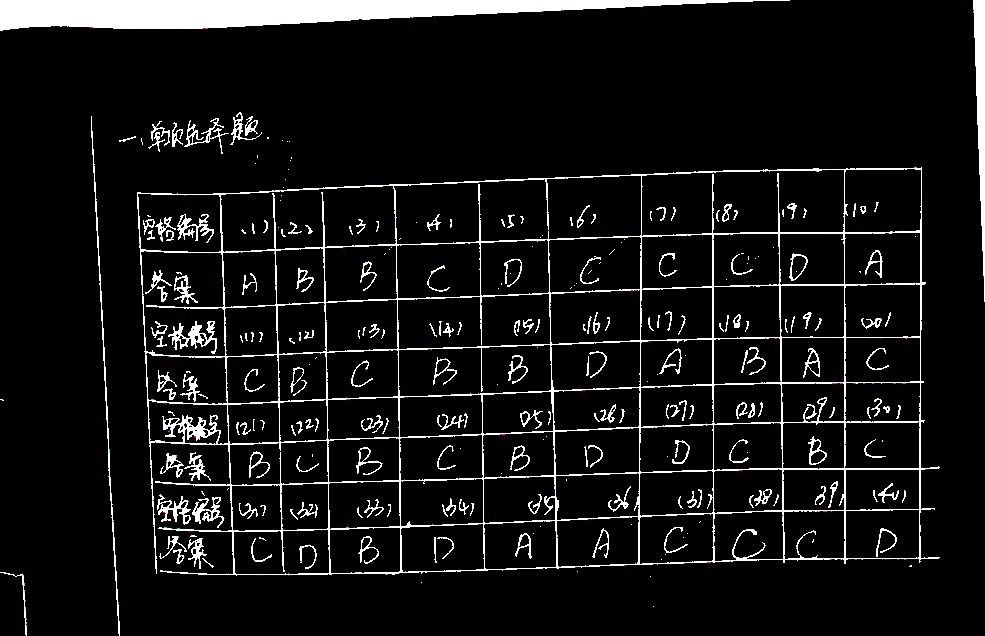 一、单项选择题.
空格编号 (1) (2) (3) (4) (5) (6) (7) (8) (9) (10)
答案 A B B C D C C C D A
空格编号 (11) (12) (13) (14) (15) (16) (17) (18) (19) (20)
答案 C B C B B D A B A C
空格编号 (21) (22) (23) (24) (25) (26) (27) (28) (29) (30)
答案 B C B C B D D C B C
空格编号 (31) (32) (33) (34) (35) (36) (37) (38) 39) (40)
答案 C D B D A A C C C D